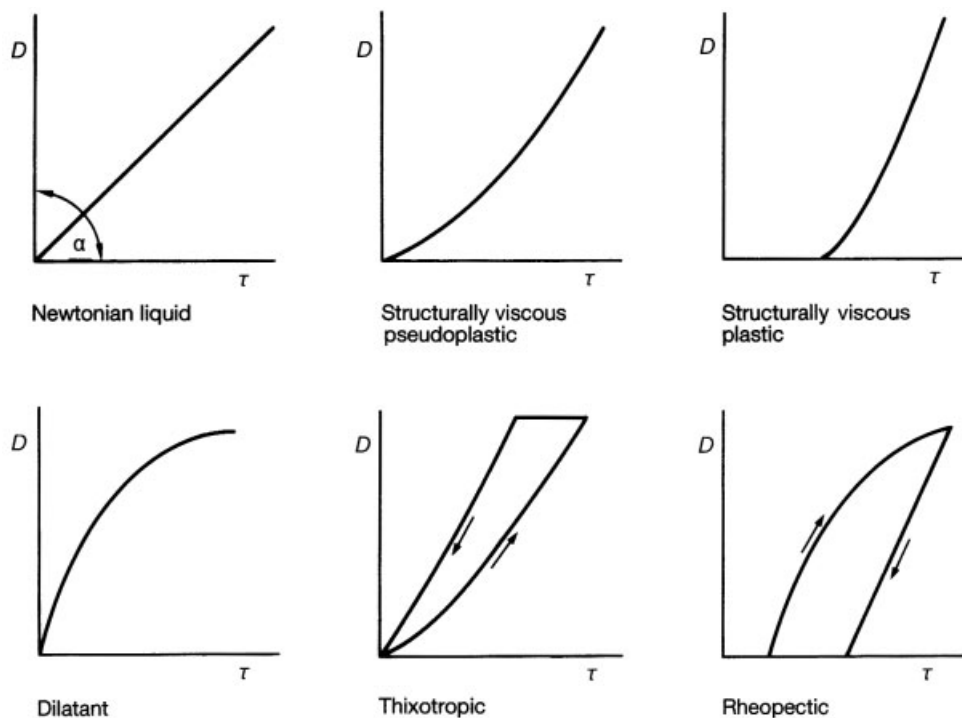 D
α
τ
Newtonian liquid
D
τ
Structurally viscous
pseudoplastic
D
τ
Structurally viscous
plastic
D
τ
Dilatant
D
τ
Thixotropic
D
τ
Rheopectic